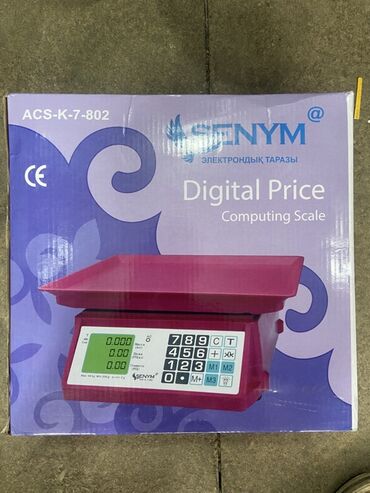 ACS-K-7-802
@
SENYM
ЭЛЕКТРОНДЫҚ ТАРАЗЫ
CE
Digital Price
Computing Scale
0.000
0.00
0.00
7 8 9 C T
4 5 6 +
1 2 3 M1 M2
0 • M+ M3
SENYM